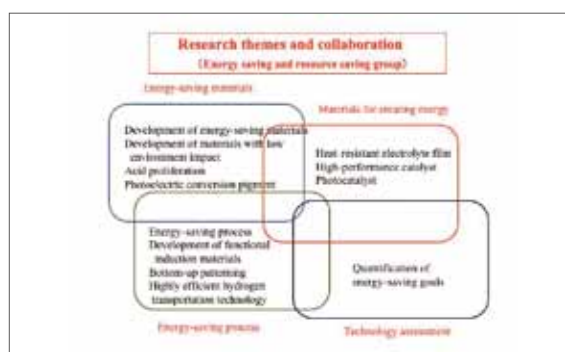 Research themes and collaboration
(Energy saving and resource saving group)
Energy-saving materials
Materials for securing energy
Development of energy-saving materials
Development of materials with low
environment impact
Acid proliferation
Photoelectric conversion pigment
Heat-resistant electrolyte film
High-performance catalyst
Photocatalyst
Energy-saving process
Development of functional
induction materials
Bottom-up patterning
Highly efficient hydrogen
transportation technology
Quantification of
energy-saving goals
Energy-saving process
Technology assessment